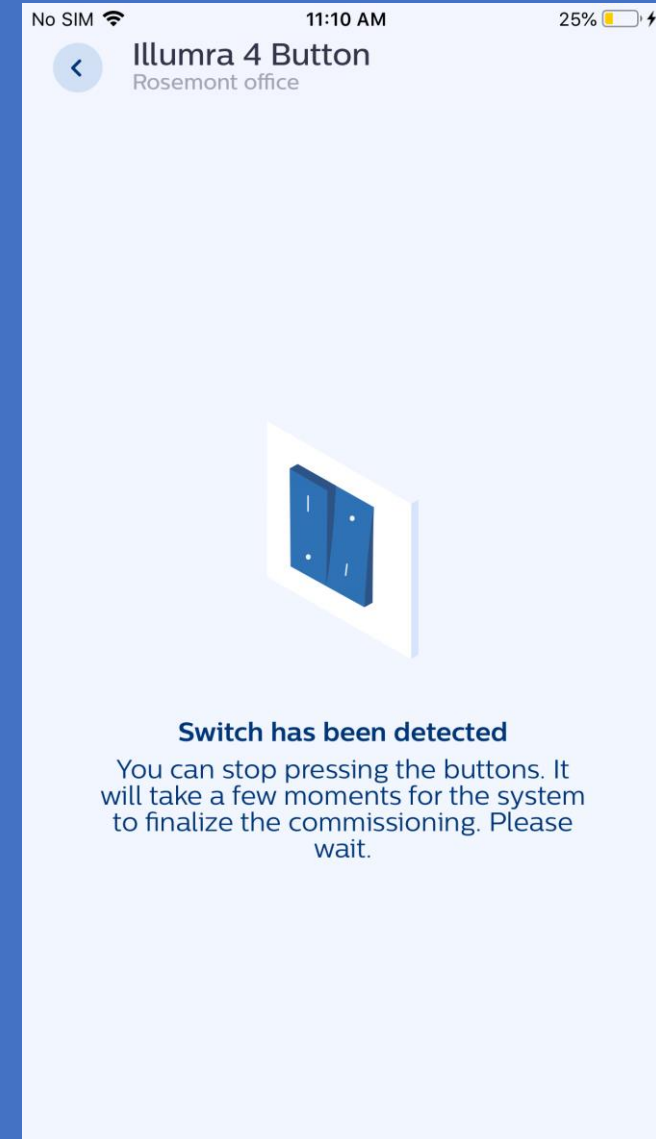 No SIM 11:10 AM 25%
Illumra 4 Button
Rosemont office
Switch has been detected
You can stop pressing the buttons. It
will take a few moments for the system
to finalize the commissioning. Please
wait.